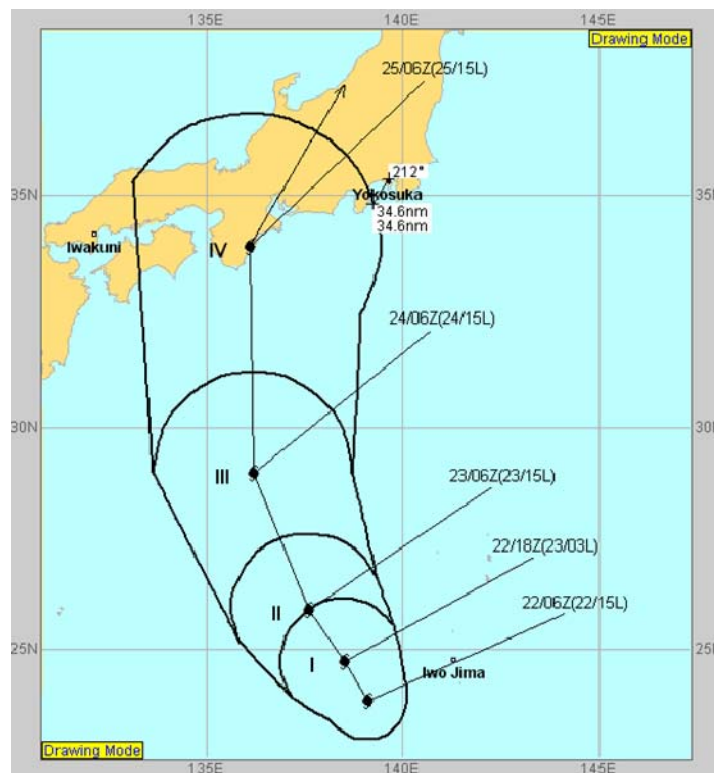 135E 140E 145E
Drawing Mode
25/06Z(25/15L)
212°
35N 35N
Yokosuka
34.6nm
34.6nm
Iwakuni
IV
24/06Z(24/15L)
30N 30N
III
23/06Z(23/15L)
22/18Z(23/03L)
22/06Z(22/15L)
II
25N 25N
I
Iwo Jima
Drawing Mode
135E 140E 145E